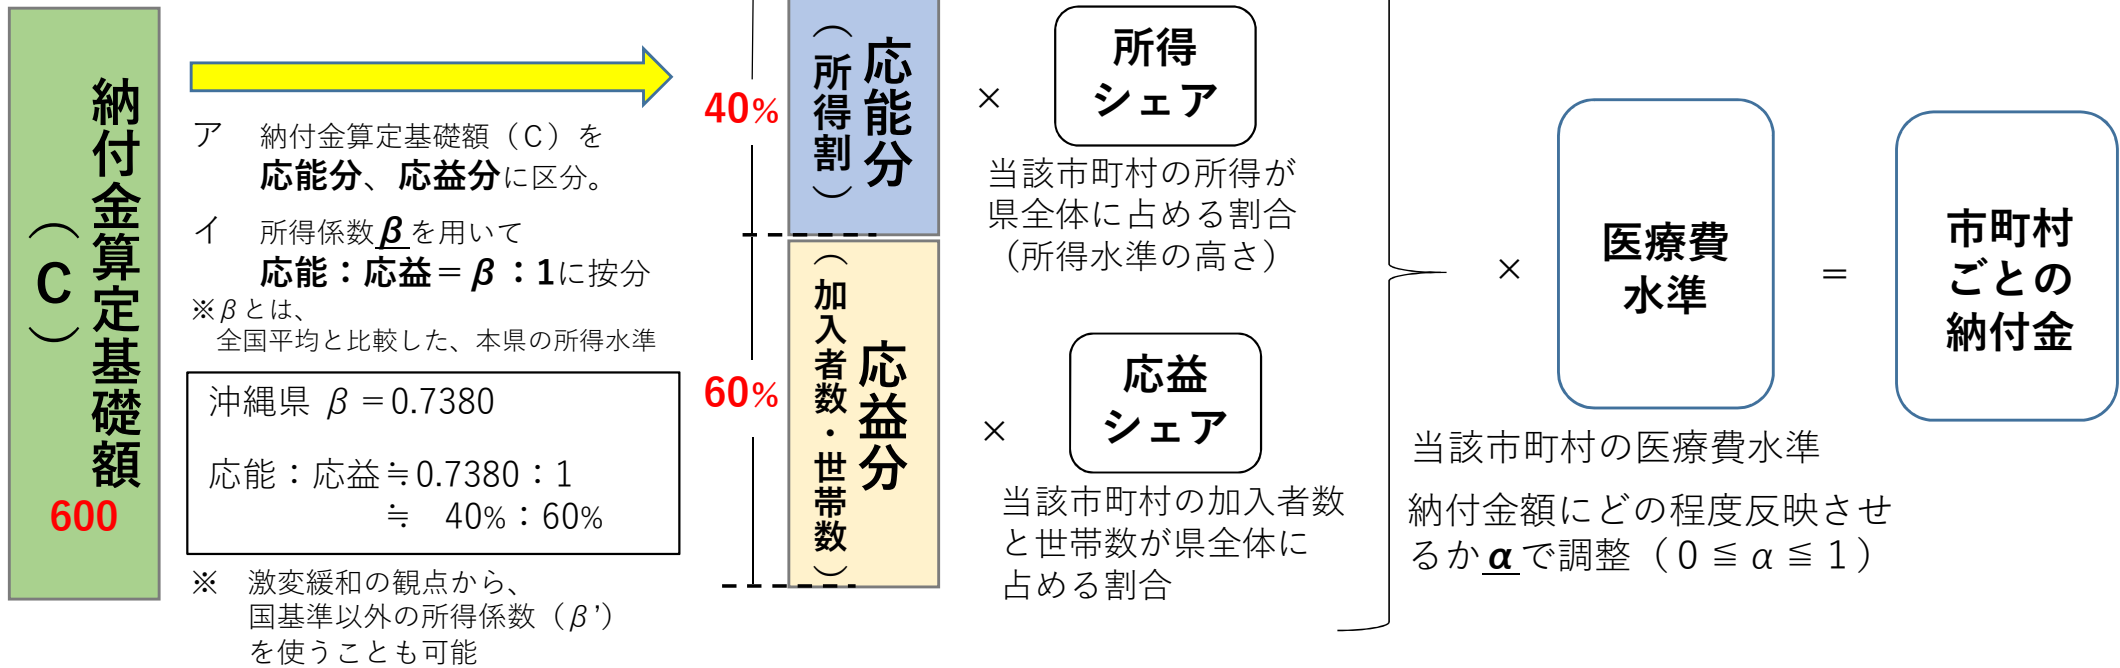 納付金算定基礎額
(C)
600
ア 納付金算定基礎額(C)を
応能分、応益分に区分。
イ 所得係数βを用いて
応能:応益=β:1に按分
※βとは、
全国平均と比較した、本県の所得水準
沖縄県 β=0.7380
応能:応益≒0.7380:1
≒ 40%:60%
※ 激変緩和の観点から、
国基準以外の所得係数(β’)
を使うことも可能
40%
60%
応能分
(所得割)
応益分
(加入者数・世帯数)
×
所得
シェア
当該市町村の所得が
県全体に占める割合
(所得水準の高さ)
×
応益
シェア
当該市町村の加入者数
と世帯数が県全体に
占める割合
×
医療費
水準
当該市町村の医療費水準
納付金額にどの程度反映させ
るかαで調整(0≦α≦1)
=
市町村
ごとの
納付金